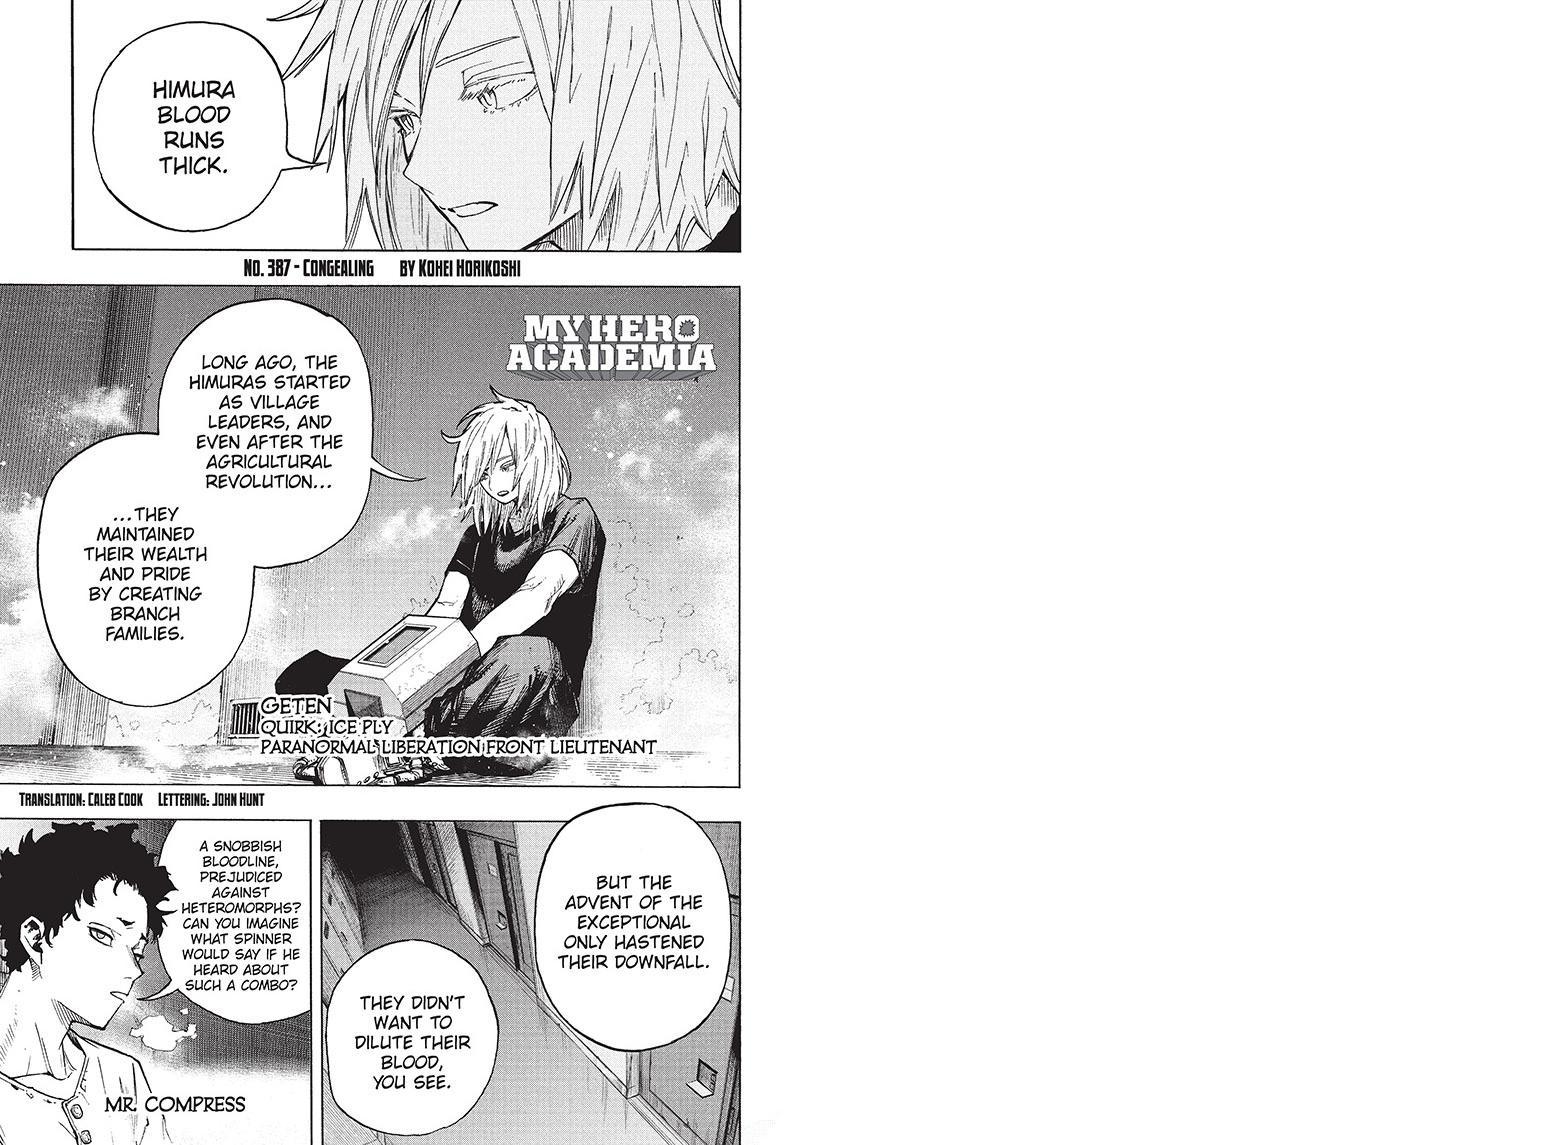 HIMURA
BLOOD
RUNS
THICK.
NO. 387 - CONGEALING BY KOHEI HORIKOSHI
MY HERO
ACADEMIA
LONG AGO, THE
HIMURAS STARTED
AS VILLAGE
LEADERS, AND
EVEN AFTER THE
AGRICULTURAL
REVOLUTION...
...THEY
MAINTAINED
THEIR WEALTH
AND PRIDE
BY CREATING
BRANCH
FAMILIES.
GETEN
QUIRK: ICE PLY
PARANORMAL LIBERATION FRONT LIEUTENANT
TRANSLATION: CALEB COOK LETTERING: JOHN HUNT
BUT THE
ADVENT OF THE
EXCEPTIONAL
ONLY HASTENED
THEIR DOWNFALL.
THEY DIDN'T
WANT TO
DILUTE THEIR
BLOOD,
YOU SEE.
A SNOBBISH
BLOODLINE,
PREJUDICED
AGAINST
HETEROMORPHS?
CAN YOU IMAGINE
WHAT SPINNER
WOULD SAY IF HE
HEARD ABOUT
SUCH A COMBO?
MR. COMPRESS